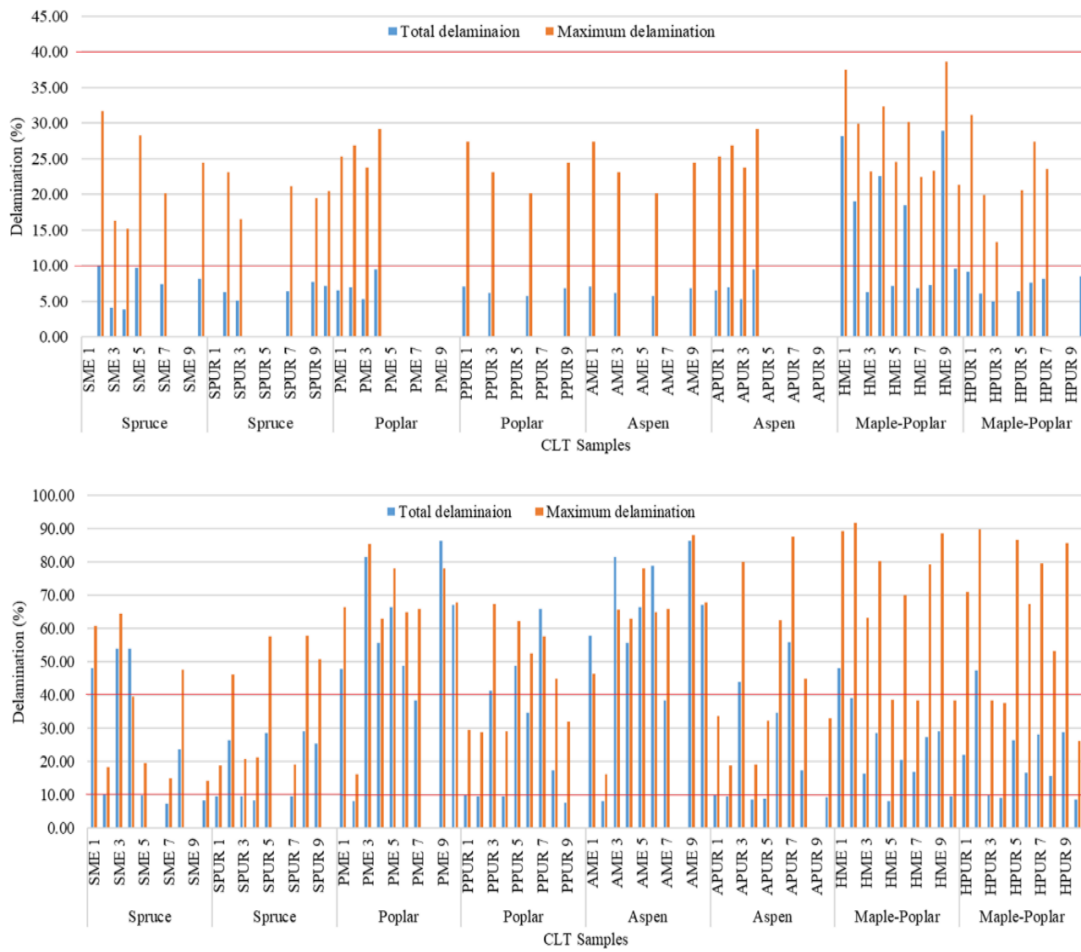 45.00
Total delaminaion Maximum delamination
40.00
35.00
30.00
25.00
20.00
15.00
10.00
5.00
0.00
Delamination (%)
SME 1 SME 3 SME 5 SME 7 SME 9 SPUR 1 SPUR 3 SPUR 5 SPUR 7 SPUR 9 PME 1 PME 3 PME 5 PME 7 PME 9 PPUR 1 PPUR 3 PPUR 5 PPUR 7 PPUR 9 AME 1 AME 3 AME 5 AME 7 AME 9 APUR 1 APUR 3 APUR 5 APUR 7 APUR 9 HME 1 HME 3 HME 5 HME 7 HME 9 HPUR 1 HPUR 3 HPUR 5 HPUR 7 HPUR 9
Spruce Spruce Poplar Poplar Aspen Aspen Maple-Poplar Maple-Poplar
CLT Samples
100.00
Total delaminaion Maximum delamination
90.00
80.00
70.00
60.00
50.00
40.00
30.00
20.00
10.00
0.00
Delamination (%)
SME 1 SME 3 SME 5 SME 7 SME 9 SPUR 1 SPUR 3 SPUR 5 SPUR 7 SPUR 9 PME 1 PME 3 PME 5 PME 7 PME 9 PPUR 1 PPUR 3 PPUR 5 PPUR 7 PPUR 9 AME 1 AME 3 AME 5 AME 7 AME 9 APUR 1 APUR 3 APUR 5 APUR 7 APUR 9 HME 1 HME 3 HME 5 HME 7 HME 9 HPUR 1 HPUR 3 HPUR 5 HPUR 7 HPUR 9
Spruce Spruce Poplar Poplar Aspen Aspen Maple-Poplar Maple-Poplar
CLT Samples